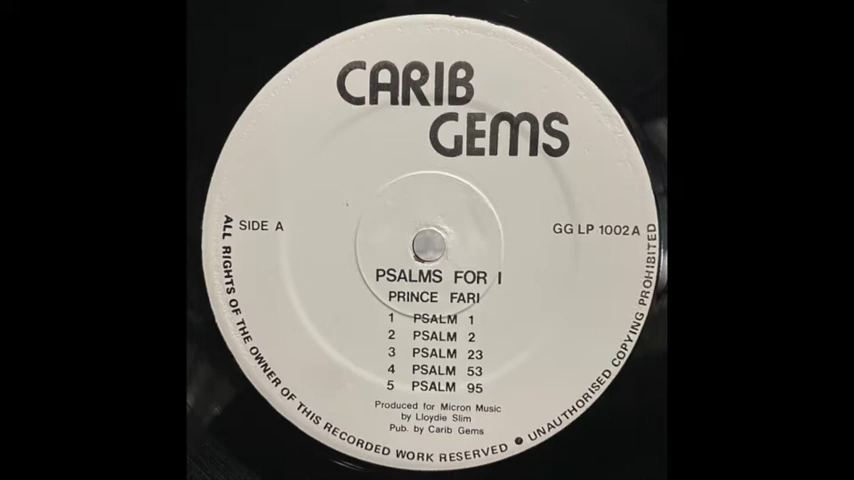 CARIB
GEMS
SIDE A
GG LP 1002A
PSALMS FOR I
PRINCE FARI
1 PSALM 1
2 PSALM 2
3 PSALM 23
4 PSALM 53
5 PSALM 95
Produced for Micron Music
by Lloydie Slim
Pub. by Carib Gems
ALL RIGHTS OF THE OWNER OF THIS RECORDED WORK RESERVED • UNAUTHORISED COPYING PROHIBITED